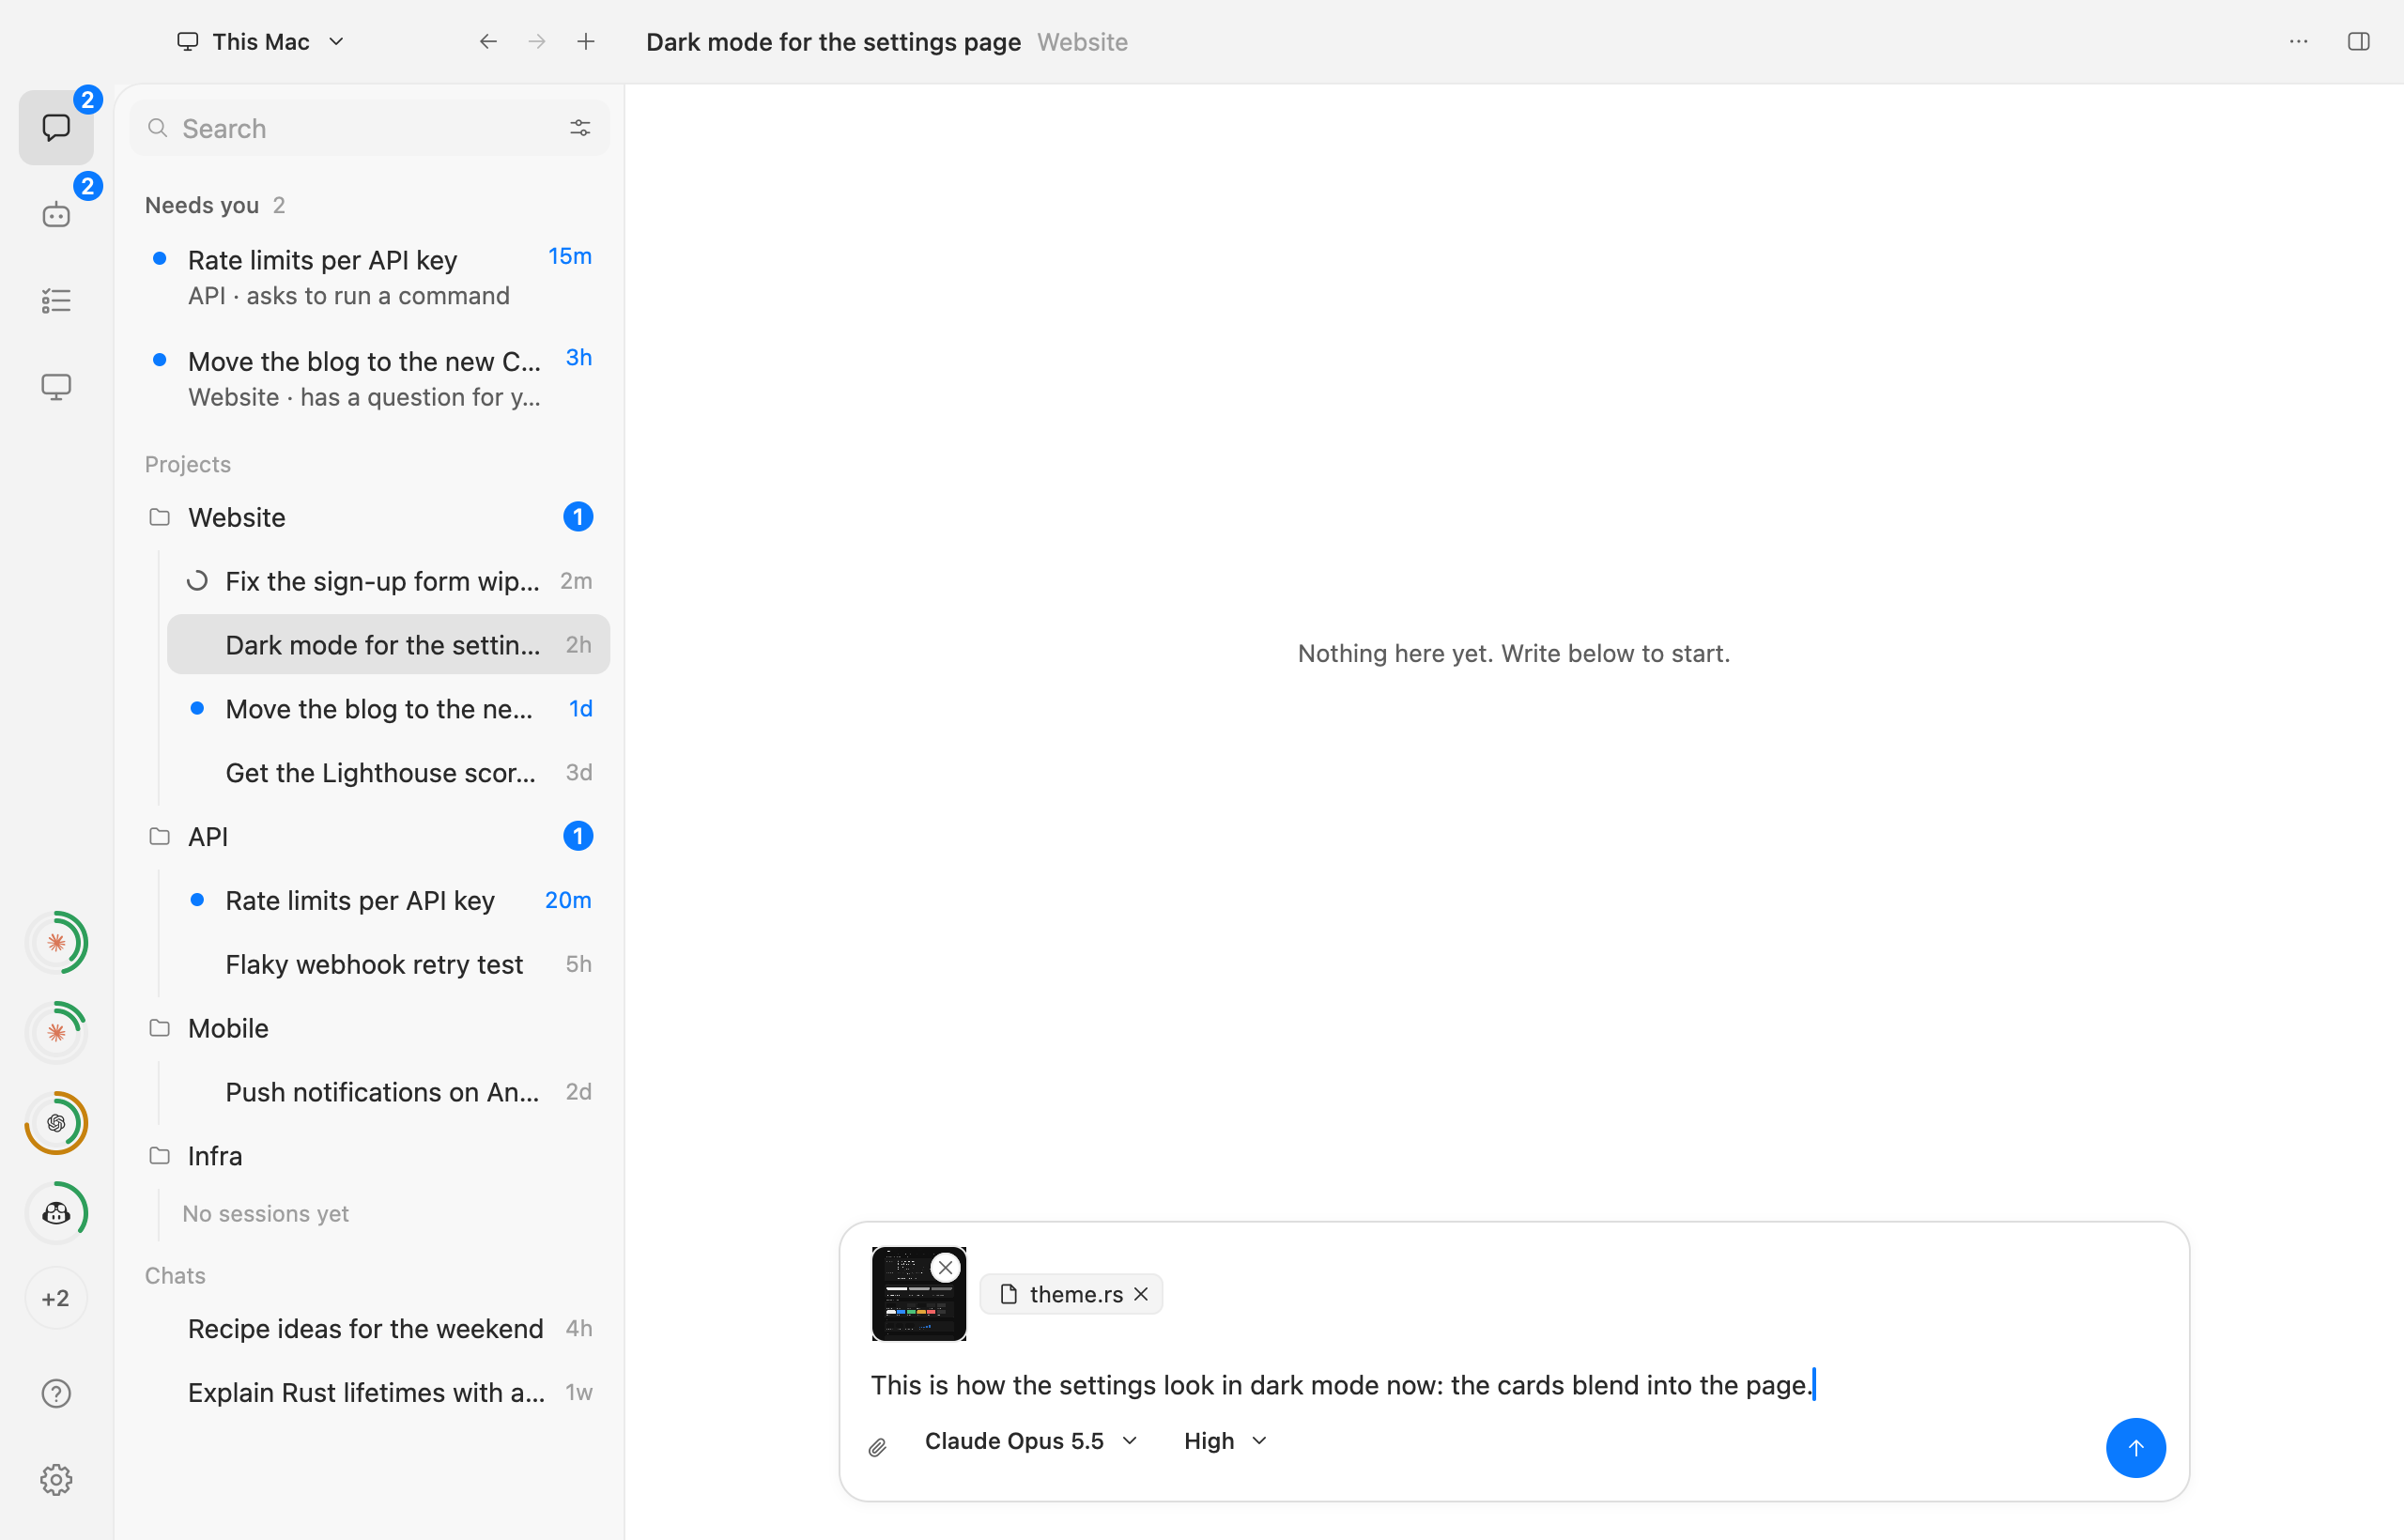 This Mac
Dark mode for the settings page Website
2
2
Search
Needs you 2
Rate limits per API key 15m
API · asks to run a command
Move the blog to the new C... 3h
Website · has a question for y...
Projects
Website 1
Fix the sign-up form wip... 2m
Dark mode for the settin... 2h
Move the blog to the ne... 1d
Get the Lighthouse scor... 3d
API 1
Rate limits per API key 20m
Flaky webhook retry test 5h
Mobile
Push notifications on An... 2d
Infra
No sessions yet
Chats
Recipe ideas for the weekend 4h
Explain Rust lifetimes with a... 1w
+2
Nothing here yet. Write below to start.
theme.rs
This is how the settings look in dark mode now: the cards blend into the page.
Claude Opus 5.5 High